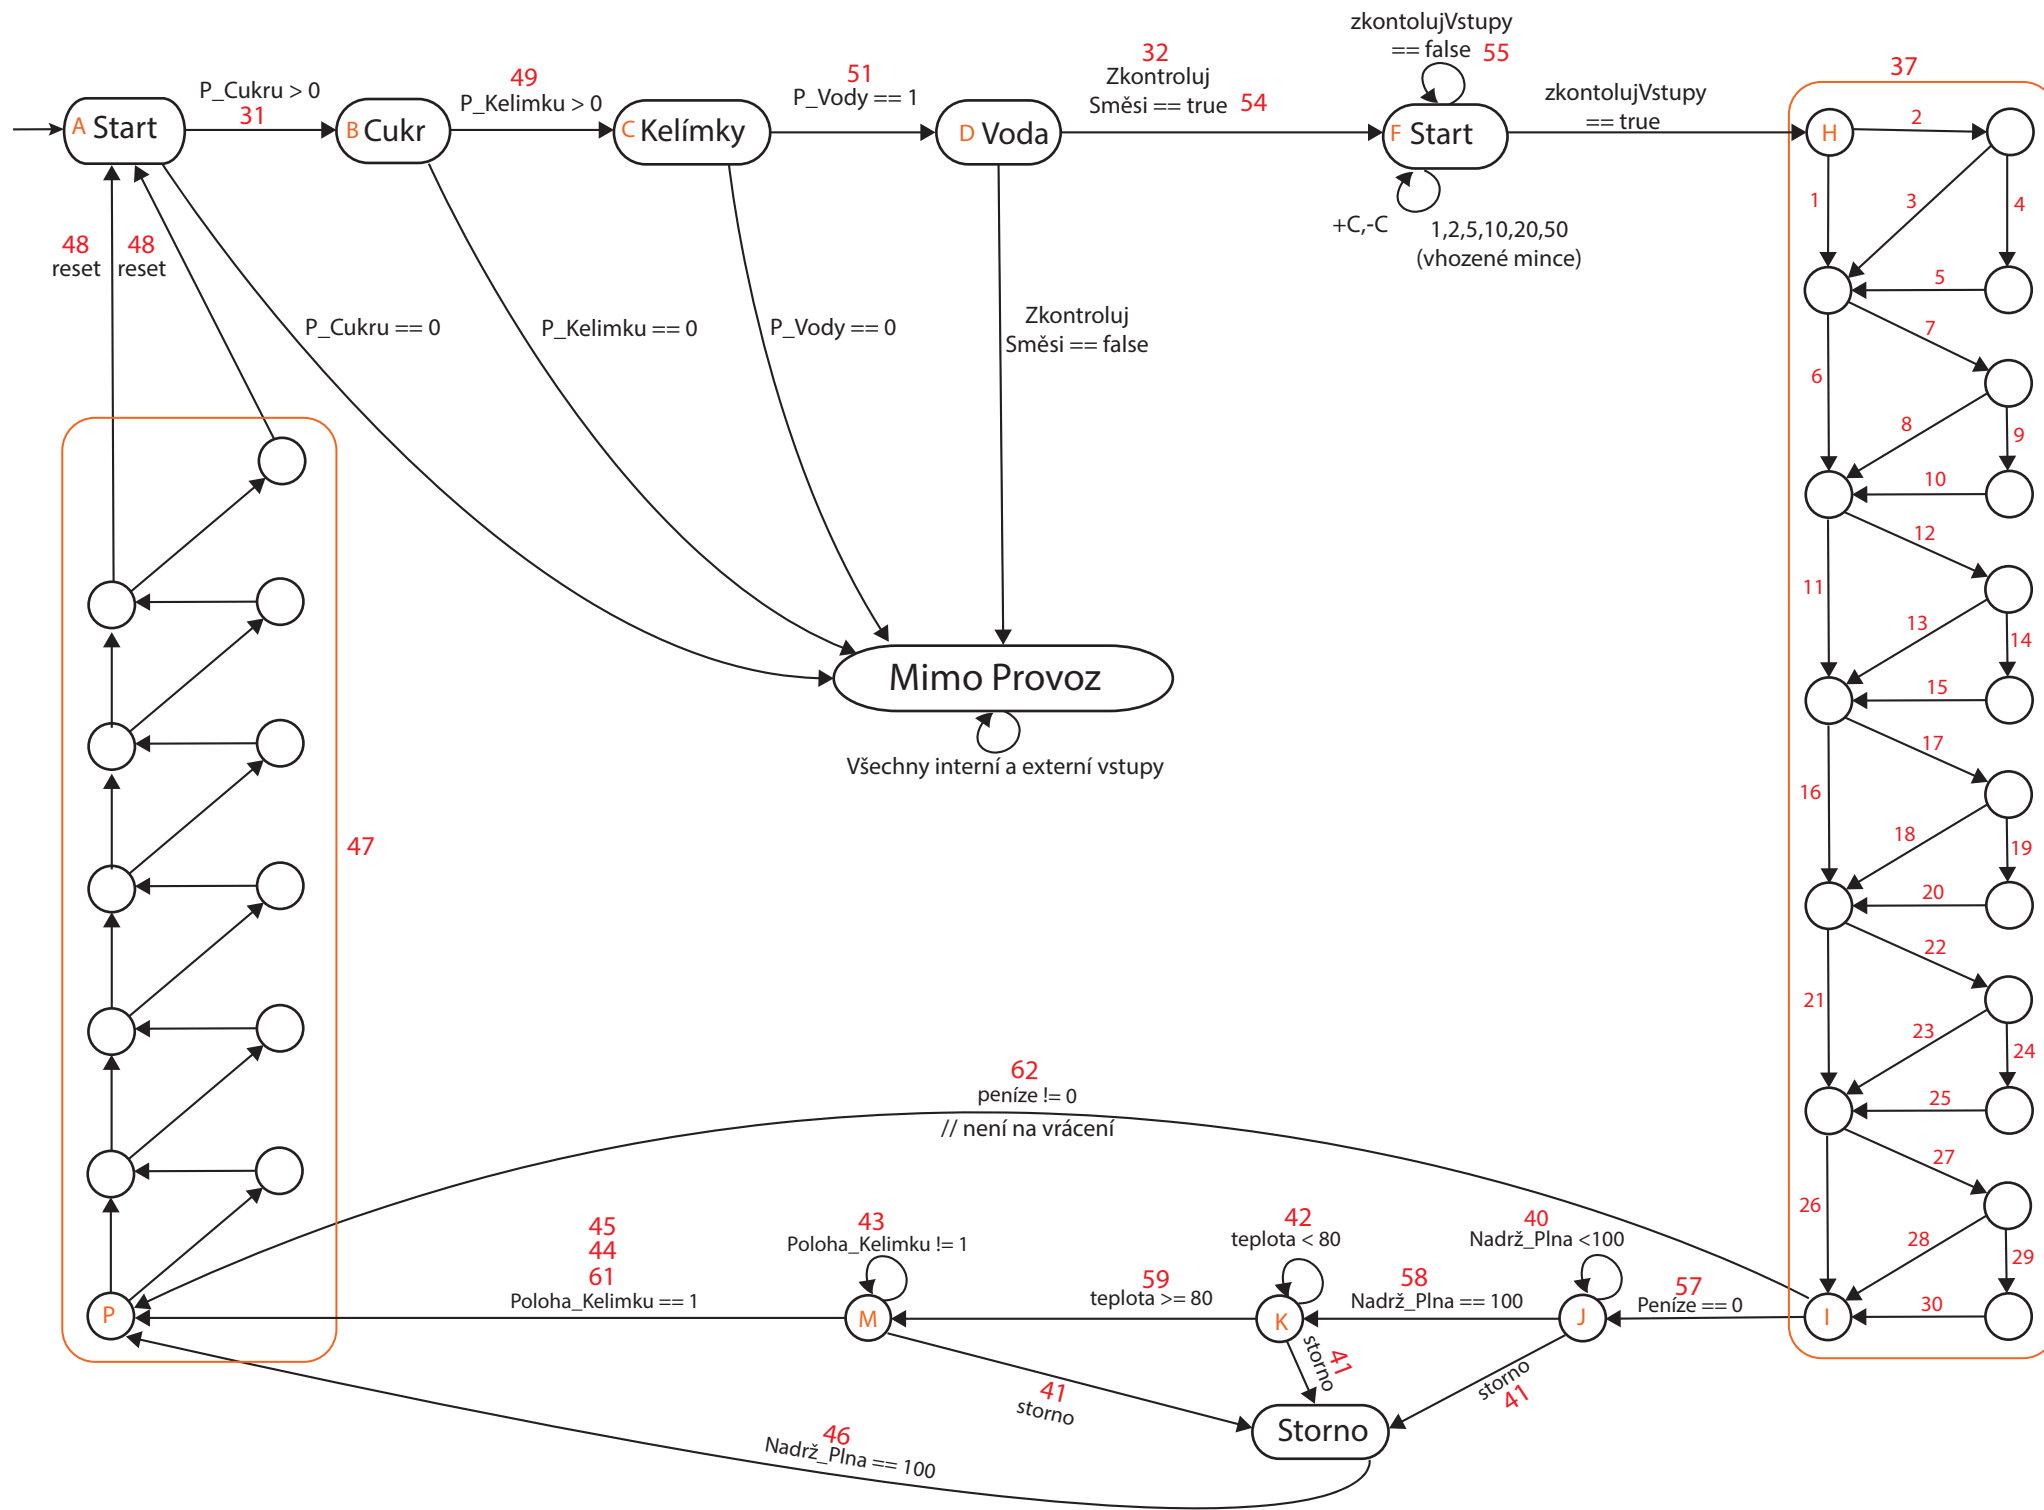 zkontolujVstupy
== false 55
32
Zkontroluj
Směsi == true 54
37
49
P_Kelimku > 0
51
P_Vody == 1
P_Cukru > 0
31
zkontolujVstupy
== true
A Start
B Cukr
C Kelímky
D Voda
F Start
H
2
1
3
4
+C,-C
1,2,5,10,20,50
(vhozené mince)
48
reset
48
reset
5
P_Cukru == 0
P_Kelimku == 0
P_Vody == 0
Zkontroluj
Směsi == false
7
6
8
9
10
12
11
13
14
15
Mimo Provoz
Všechny interní a externí vstupy
17
16
18
19
20
47
22
21
23
24
25
62
peníze != 0
// není na vrácení
27
26
28
29
30
45
44
61
Poloha_Kelimku == 1
43
Poloha_Kelimku != 1
42
teplota < 80
40
Nadrž_Plna <100
59
teplota >= 80
58
Nadrž_Plna == 100
57
Peníze == 0
P
M
K
J
I
41
storno
storno
41
41
storno
Storno
46
Nadrž_Plna == 100